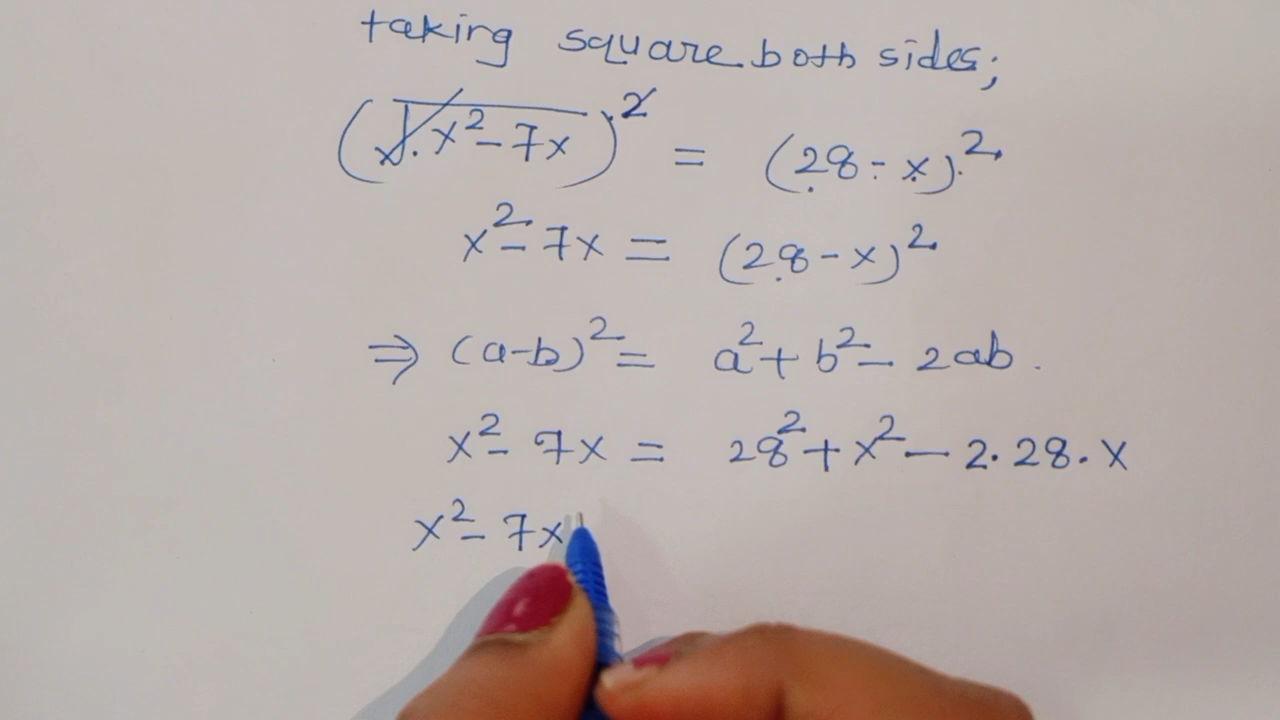 taking square both sides;
(√x²-7x)² = (28-x)²
x²-7x = (28-x)²
⇒ (a-b)² = a²+b²-2ab.
x²-7x = 28²+x²-2.28.x
x²-7x